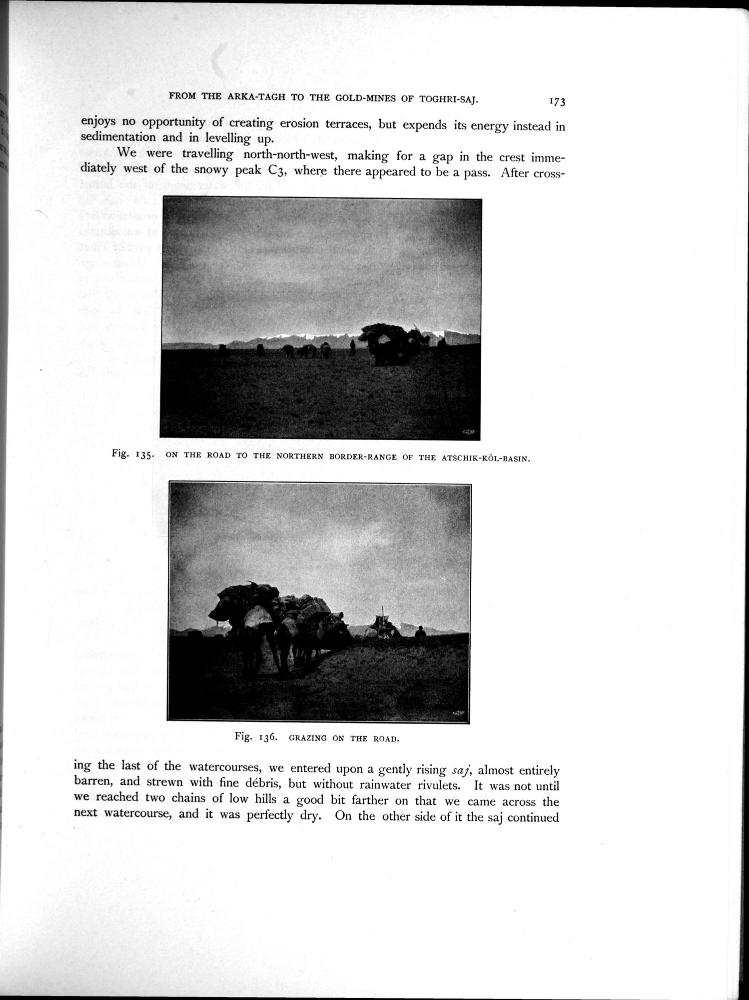 FROM THE ARKA-TAGH TO THE GOLD-MINES OF TOGHRI-SAJ. 173
enjoys no opportunity of creating erosion terraces, but expends its energy instead in
sedimentation and in levelling up.
We were travelling north-north-west, making for a gap in the crest imme-
diately west of the snowy peak C3, where there appeared to be a pass. After cross-
Fig. 135. ON THE ROAD TO THE NORTHERN BORDER-RANGE OF THE ATSCHIK-KÖL-BASIN.
Fig. 136. GRAZING ON THE ROAD.
ing the last of the watercourses, we entered upon a gently rising saj, almost entirely
barren, and strewn with fine débris, but without rainwater rivulets. It was not until
we reached two chains of low hills a good bit farther on that we came across the
next watercourse, and it was perfectly dry. On the other side of it the saj continued